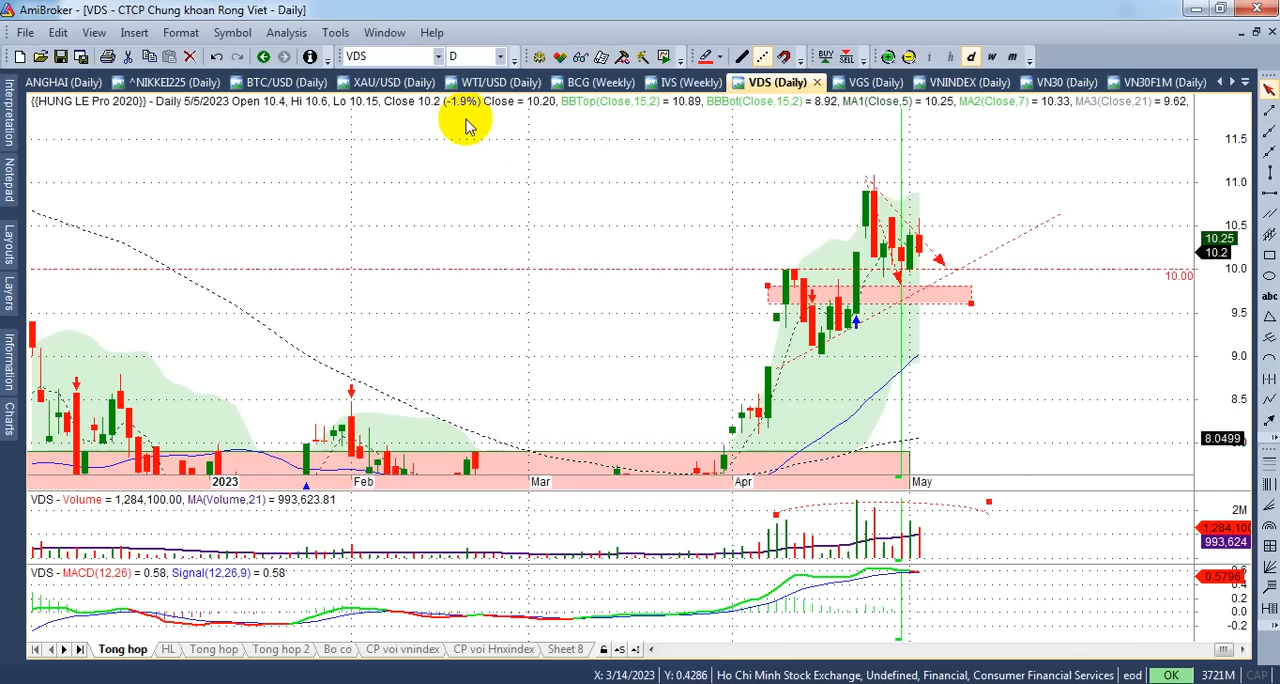 AmiBroker - [VDS - CTCP Chung khoan Rong Viet - Daily]
File Edit View Insert Format Symbol Analysis Tools Window Help
VDS D BUY SELL i h d w m
ANGHAI (Daily) ^NIKKEI225 (Daily) BTC/USD (Daily) XAU/USD (Daily) WTI/USD (Daily) BCG (Weekly) IVS (Weekly) VDS (Daily) VGS (Daily) VNINDEX (Daily) VN30 (Daily) VN30F1M (Daily)
{{HUNG LE Pro 2020}} - Daily 5/5/2023 Open 10.4, Hi 10.6, Lo 10.15, Close 10.2 (-1.9%) Close = 10.20, BBTop(Close,15,2) = 10.89, BBBot(Close,15,2) = 8.92, MA1(Close,5) = 10.25, MA2(Close,7) = 10.33, MA3(Close,21) = 9.62,
Interpretation
Notepad
Layouts
Layers
Information
Charts
abc
11.5
11.0
10.5
10.25
10.2
10.0
10.00
9.5
9.0
8.5
8.0499
2023 Feb Mar Apr May
VDS - Volume = 1,284,100.00, MA(Volume,21) = 993,623.81
2M
1,284,100
993,624
VDS - MACD(12,26) = 0.58, Signal(12,26,9) = 0.58
0.5796
0.4
0.2
0.0
-0.2
Tong hop HL Tong hop Tong hop 2 Bo co CP voi vnindex CP voi Hnxindex Sheet 8
X: 3/14/2023 Y: 0.4286 Ho Chi Minh Stock Exchange, Undefined, Financial, Consumer Financial Services eod OK 3721M CAP